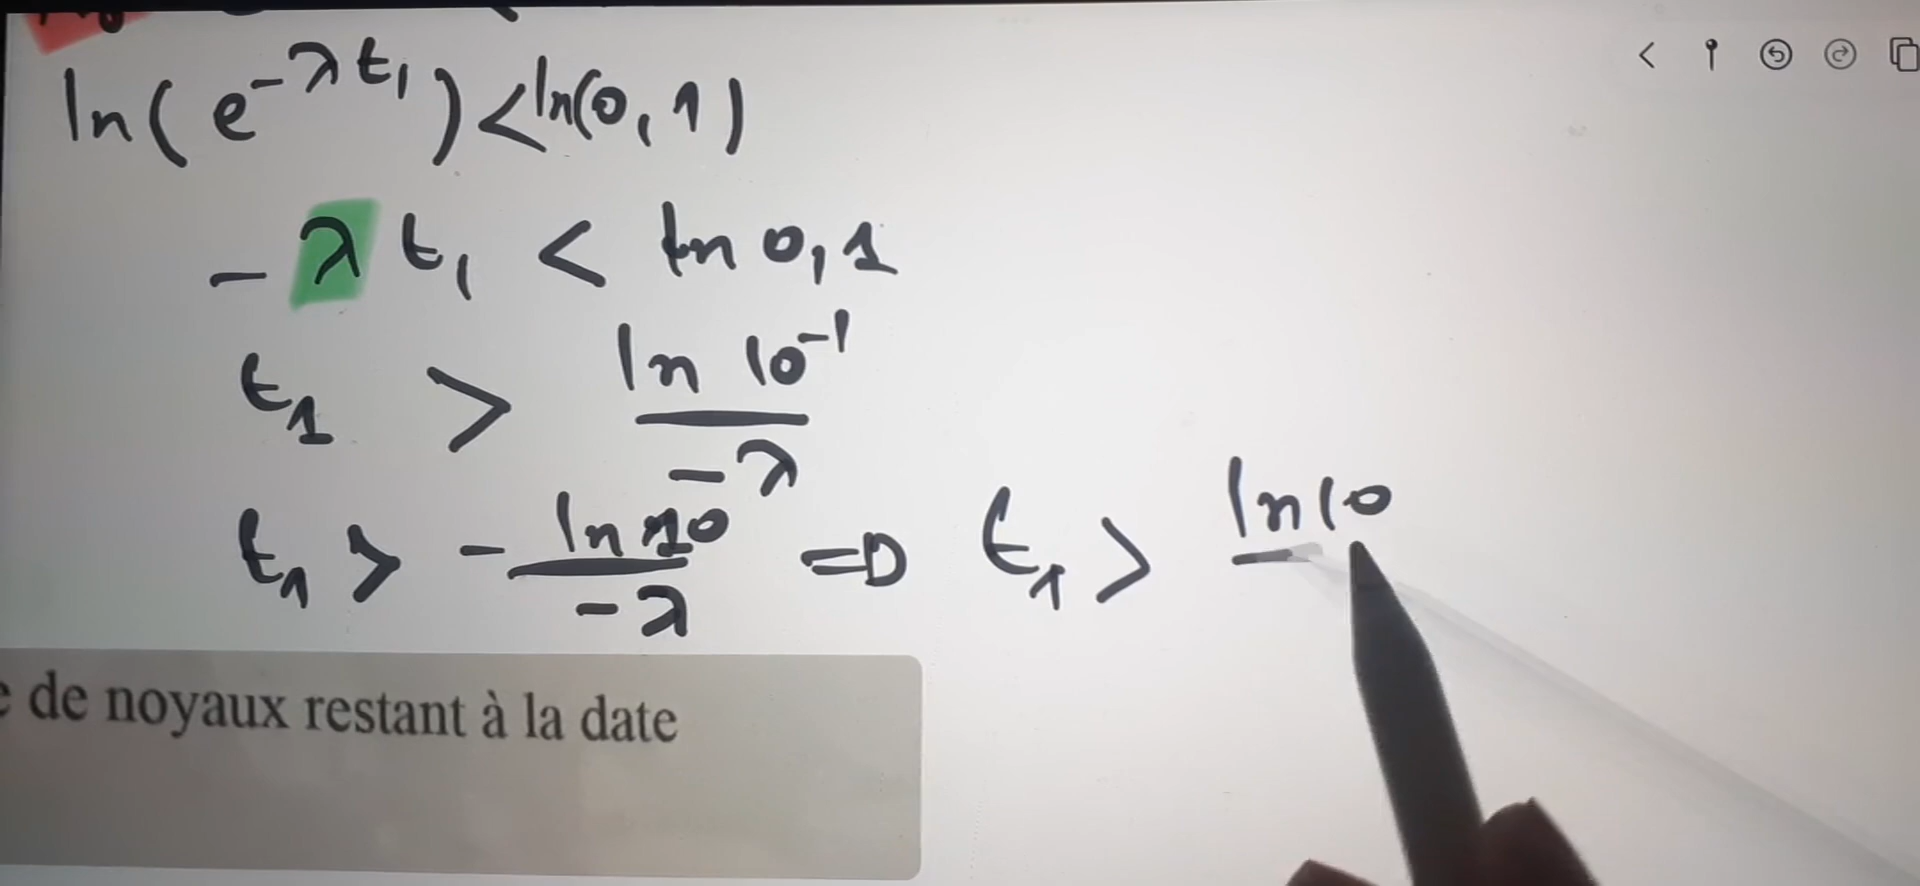 ln(e^-λt₁) < ln(0,1)
-λt₁ < ln 0,1
t₁ > ln 10⁻¹ / -λ
t₁ > - ln 10 / -λ => t₁ > ln 10
de noyaux restant à la date